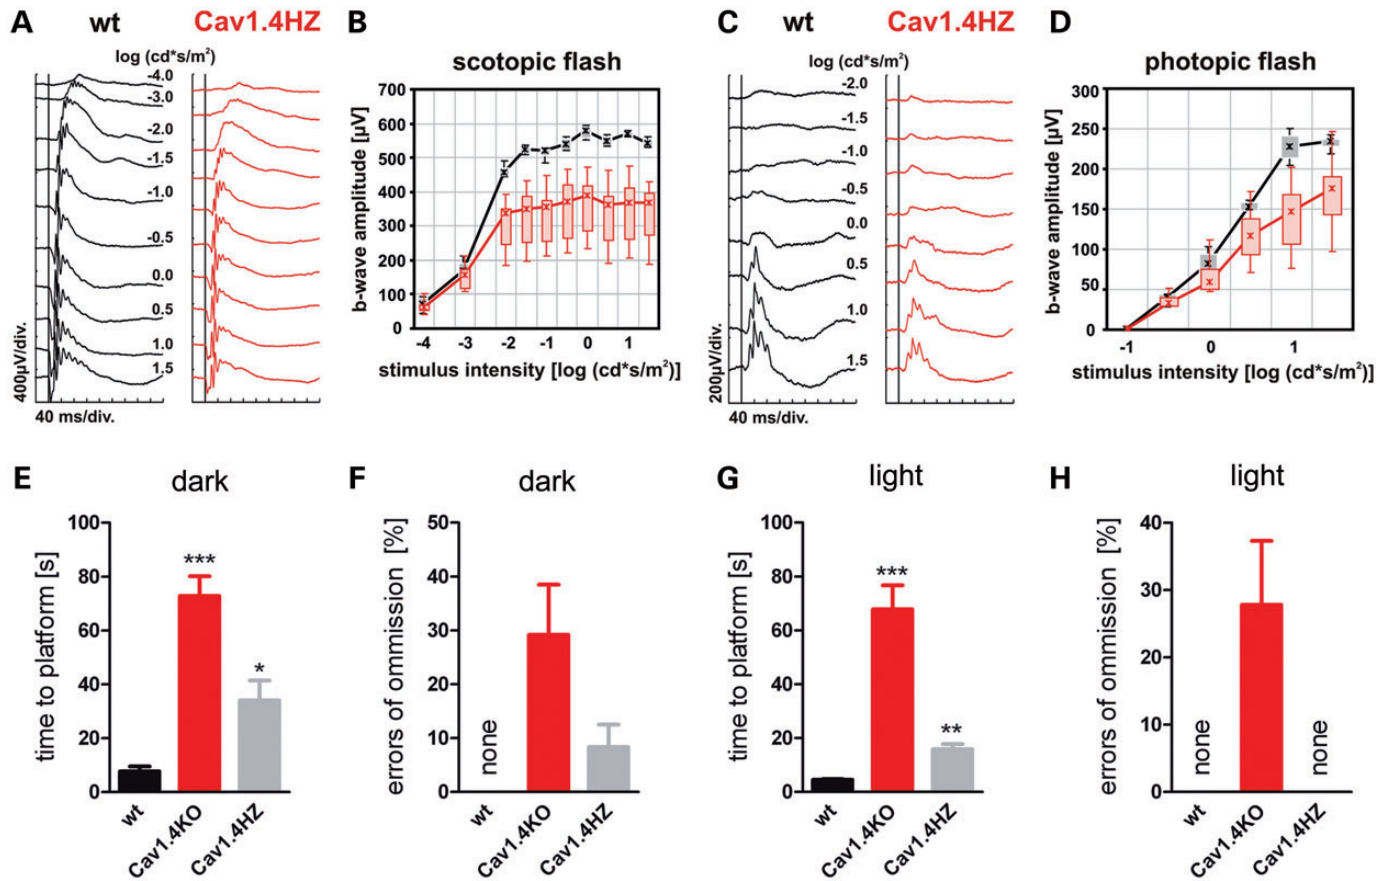 A wt Cav1.4HZ
log (cd*s/m²)
-4.0
-3.0
-2.0
-1.5
-1.0
-0.5
0.0
0.5
1.0
1.5
400µV/div.
40 ms/div.
B
scotopic flash
b-wave amplitude [µV]
700
600
500
400
300
200
100
0
-4 -3 -2 -1 0 1
stimulus intensity [log (cd*s/m²)]
C wt Cav1.4HZ
log (cd*s/m²)
-2.0
-1.5
-1.0
-0.5
0.0
0.5
1.0
1.5
200µV/div.
40 ms/div.
D
photopic flash
b-wave amplitude [µV]
300
250
200
150
100
50
0
-1 0 1
stimulus intensity [log (cd*s/m²)]
E dark
time to platform [s]
100
80
60
40
20
0
***
*
wt Cav1.4KO Cav1.4HZ
F dark
errors of ommission [%]
50
40
30
20
10
0
none
wt Cav1.4KO Cav1.4HZ
G light
time to platform [s]
100
80
60
40
20
0
***
**
wt Cav1.4KO Cav1.4HZ
H light
errors of ommission [%]
40
30
20
10
0
none
none
wt Cav1.4KO Cav1.4HZ